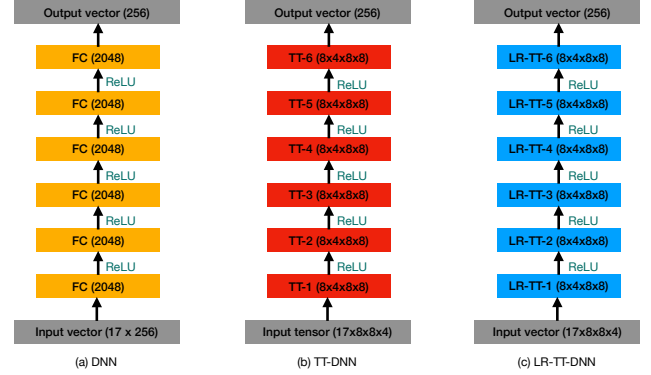 Output vector (256)
FC (2048)
ReLU
FC (2048)
ReLU
FC (2048)
ReLU
FC (2048)
ReLU
FC (2048)
ReLU
FC (2048)
Input vector (17 x 256)
(a) DNN
Output vector (256)
TT-6 (8x4x8x8)
ReLU
TT-5 (8x4x8x8)
ReLU
TT-4 (8x4x8x8)
ReLU
TT-3 (8x4x8x8)
ReLU
TT-2 (8x4x8x8)
ReLU
TT-1 (8x4x8x8)
Input tensor (17x8x8x4)
(b) TT-DNN
Output vector (256)
LR-TT-6 (8x4x8x8)
ReLU
LR-TT-5 (8x4x8x8)
ReLU
LR-TT-4 (8x4x8x8)
ReLU
LR-TT-3 (8x4x8x8)
ReLU
LR-TT-2 (8x4x8x8)
ReLU
LR-TT-1 (8x4x8x8)
Input vector (17x8x8x4)
(c) LR-TT-DNN